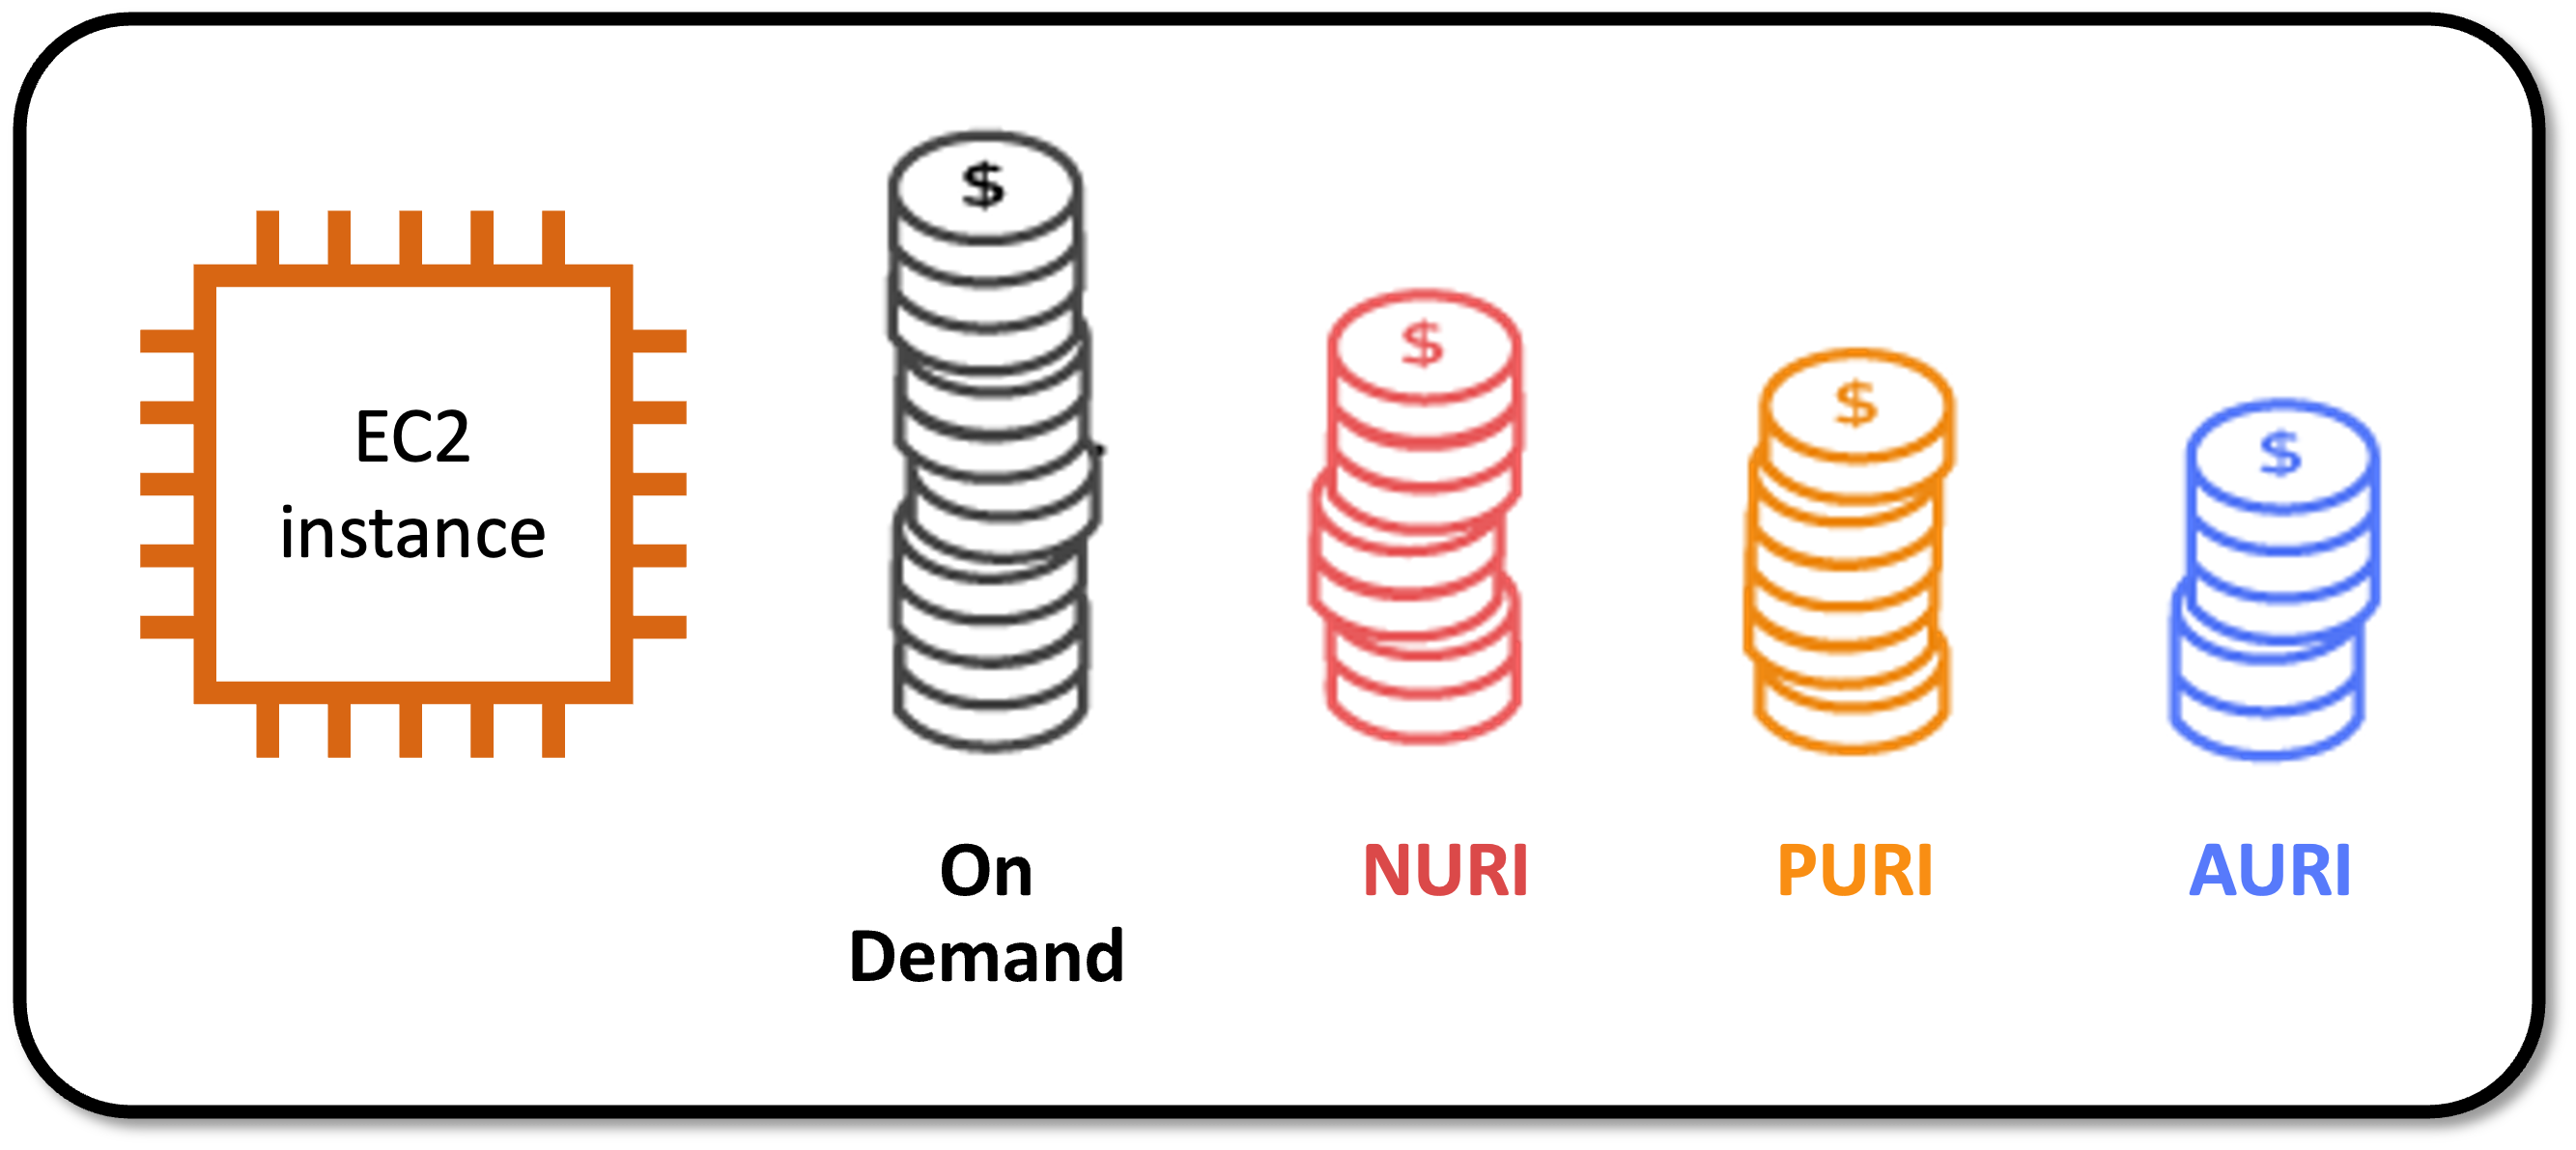 EC2
instance
$
$
$
$
On
Demand
NURI
PURI
AURI